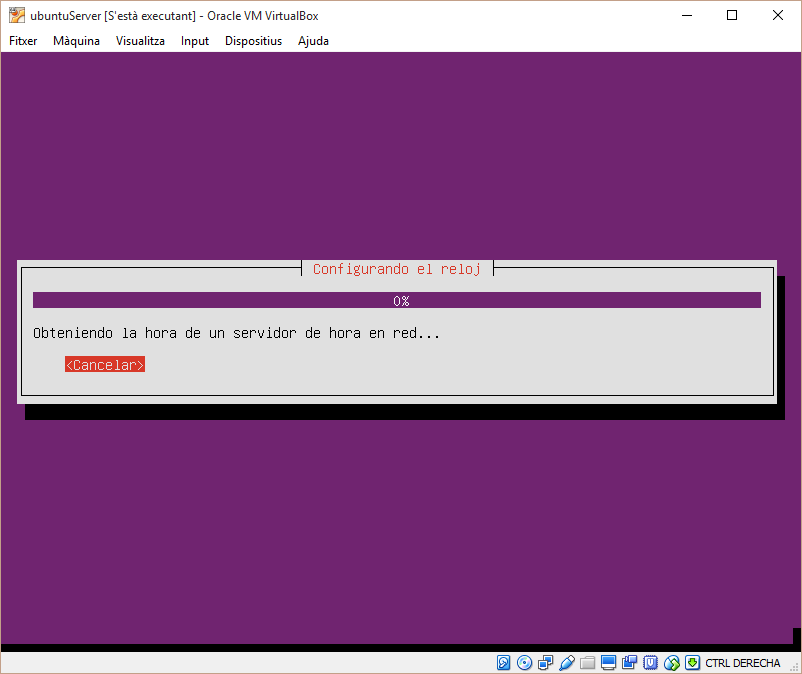 ubuntuServer [S'està executant] - Oracle VM VirtualBox
Fitxer Màquina Visualitza Input Dispositius Ajuda
Configurando el reloj
0%
Obteniendo la hora de un servidor de hora en red...
<Cancelar>
CTRL DERECHA